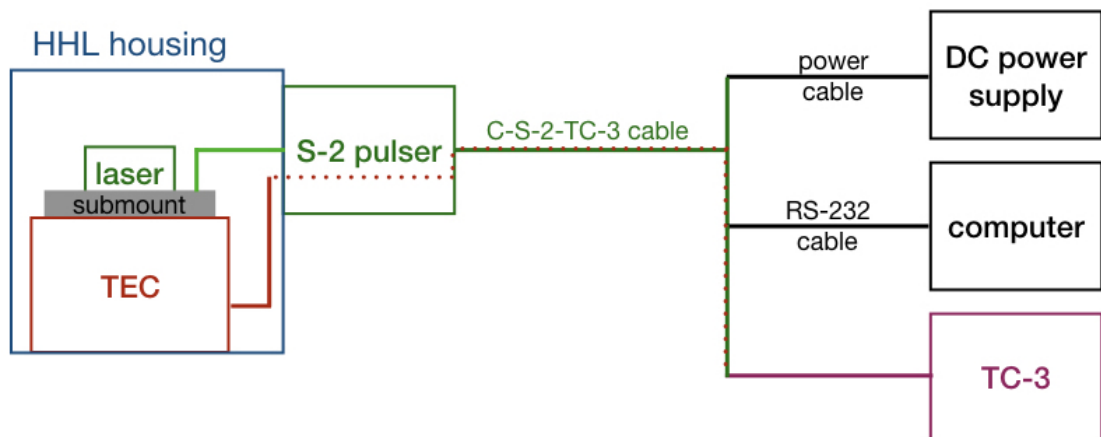 HHL housing
laser
submount
TEC
S-2 pulser
C-S-2-TC-3 cable
power
cable
DC power
supply
RS-232
cable
computer
TC-3